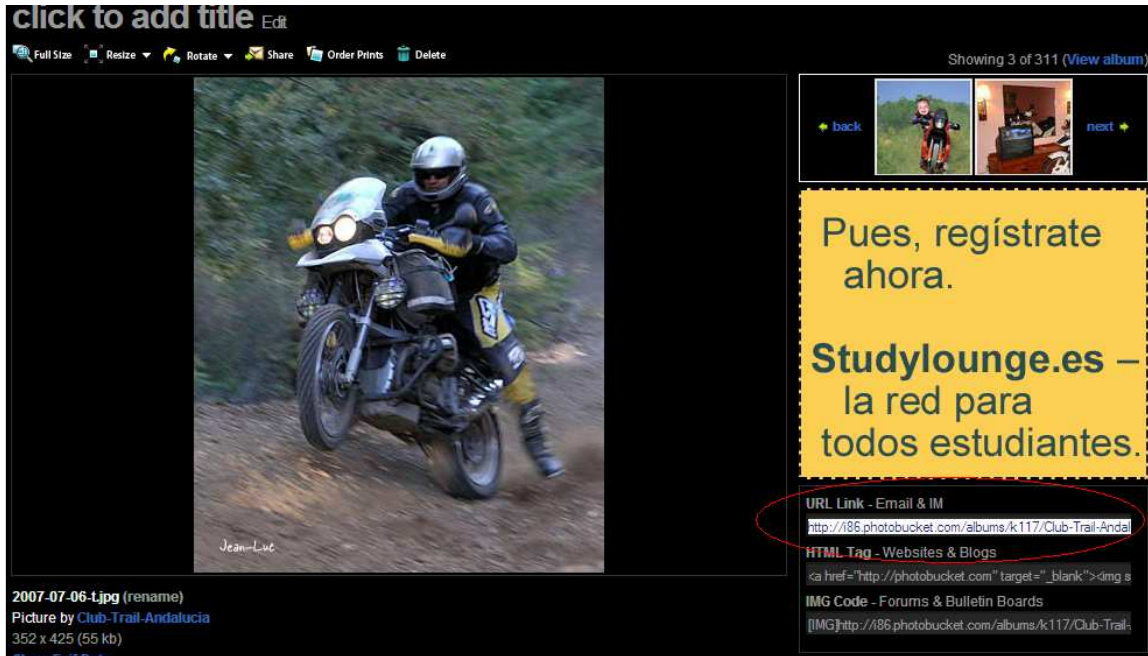 click to add title Edit
Full Size Resize Rotate Share Order Prints Delete
Showing 3 of 311 (View album)
back next
Pues, regístrate
ahora.
Studylounge.es –
la red para
todos estudiantes.
URL Link - Email & IM
http://i86.photobucket.com/albums/k117/Club-Trail-Andal
HTML Tag - Websites & Blogs
<a href="http://photobucket.com" target="_blank"><img s
IMG Code - Forums & Bulletin Boards
[IMG]http://i86.photobucket.com/albums/k117/Club-Trail-
Jean-Luc
2007-07-06-t.jpg (rename)
Picture by Club-Trail-Andalucia
352 x 425 (55 kb)